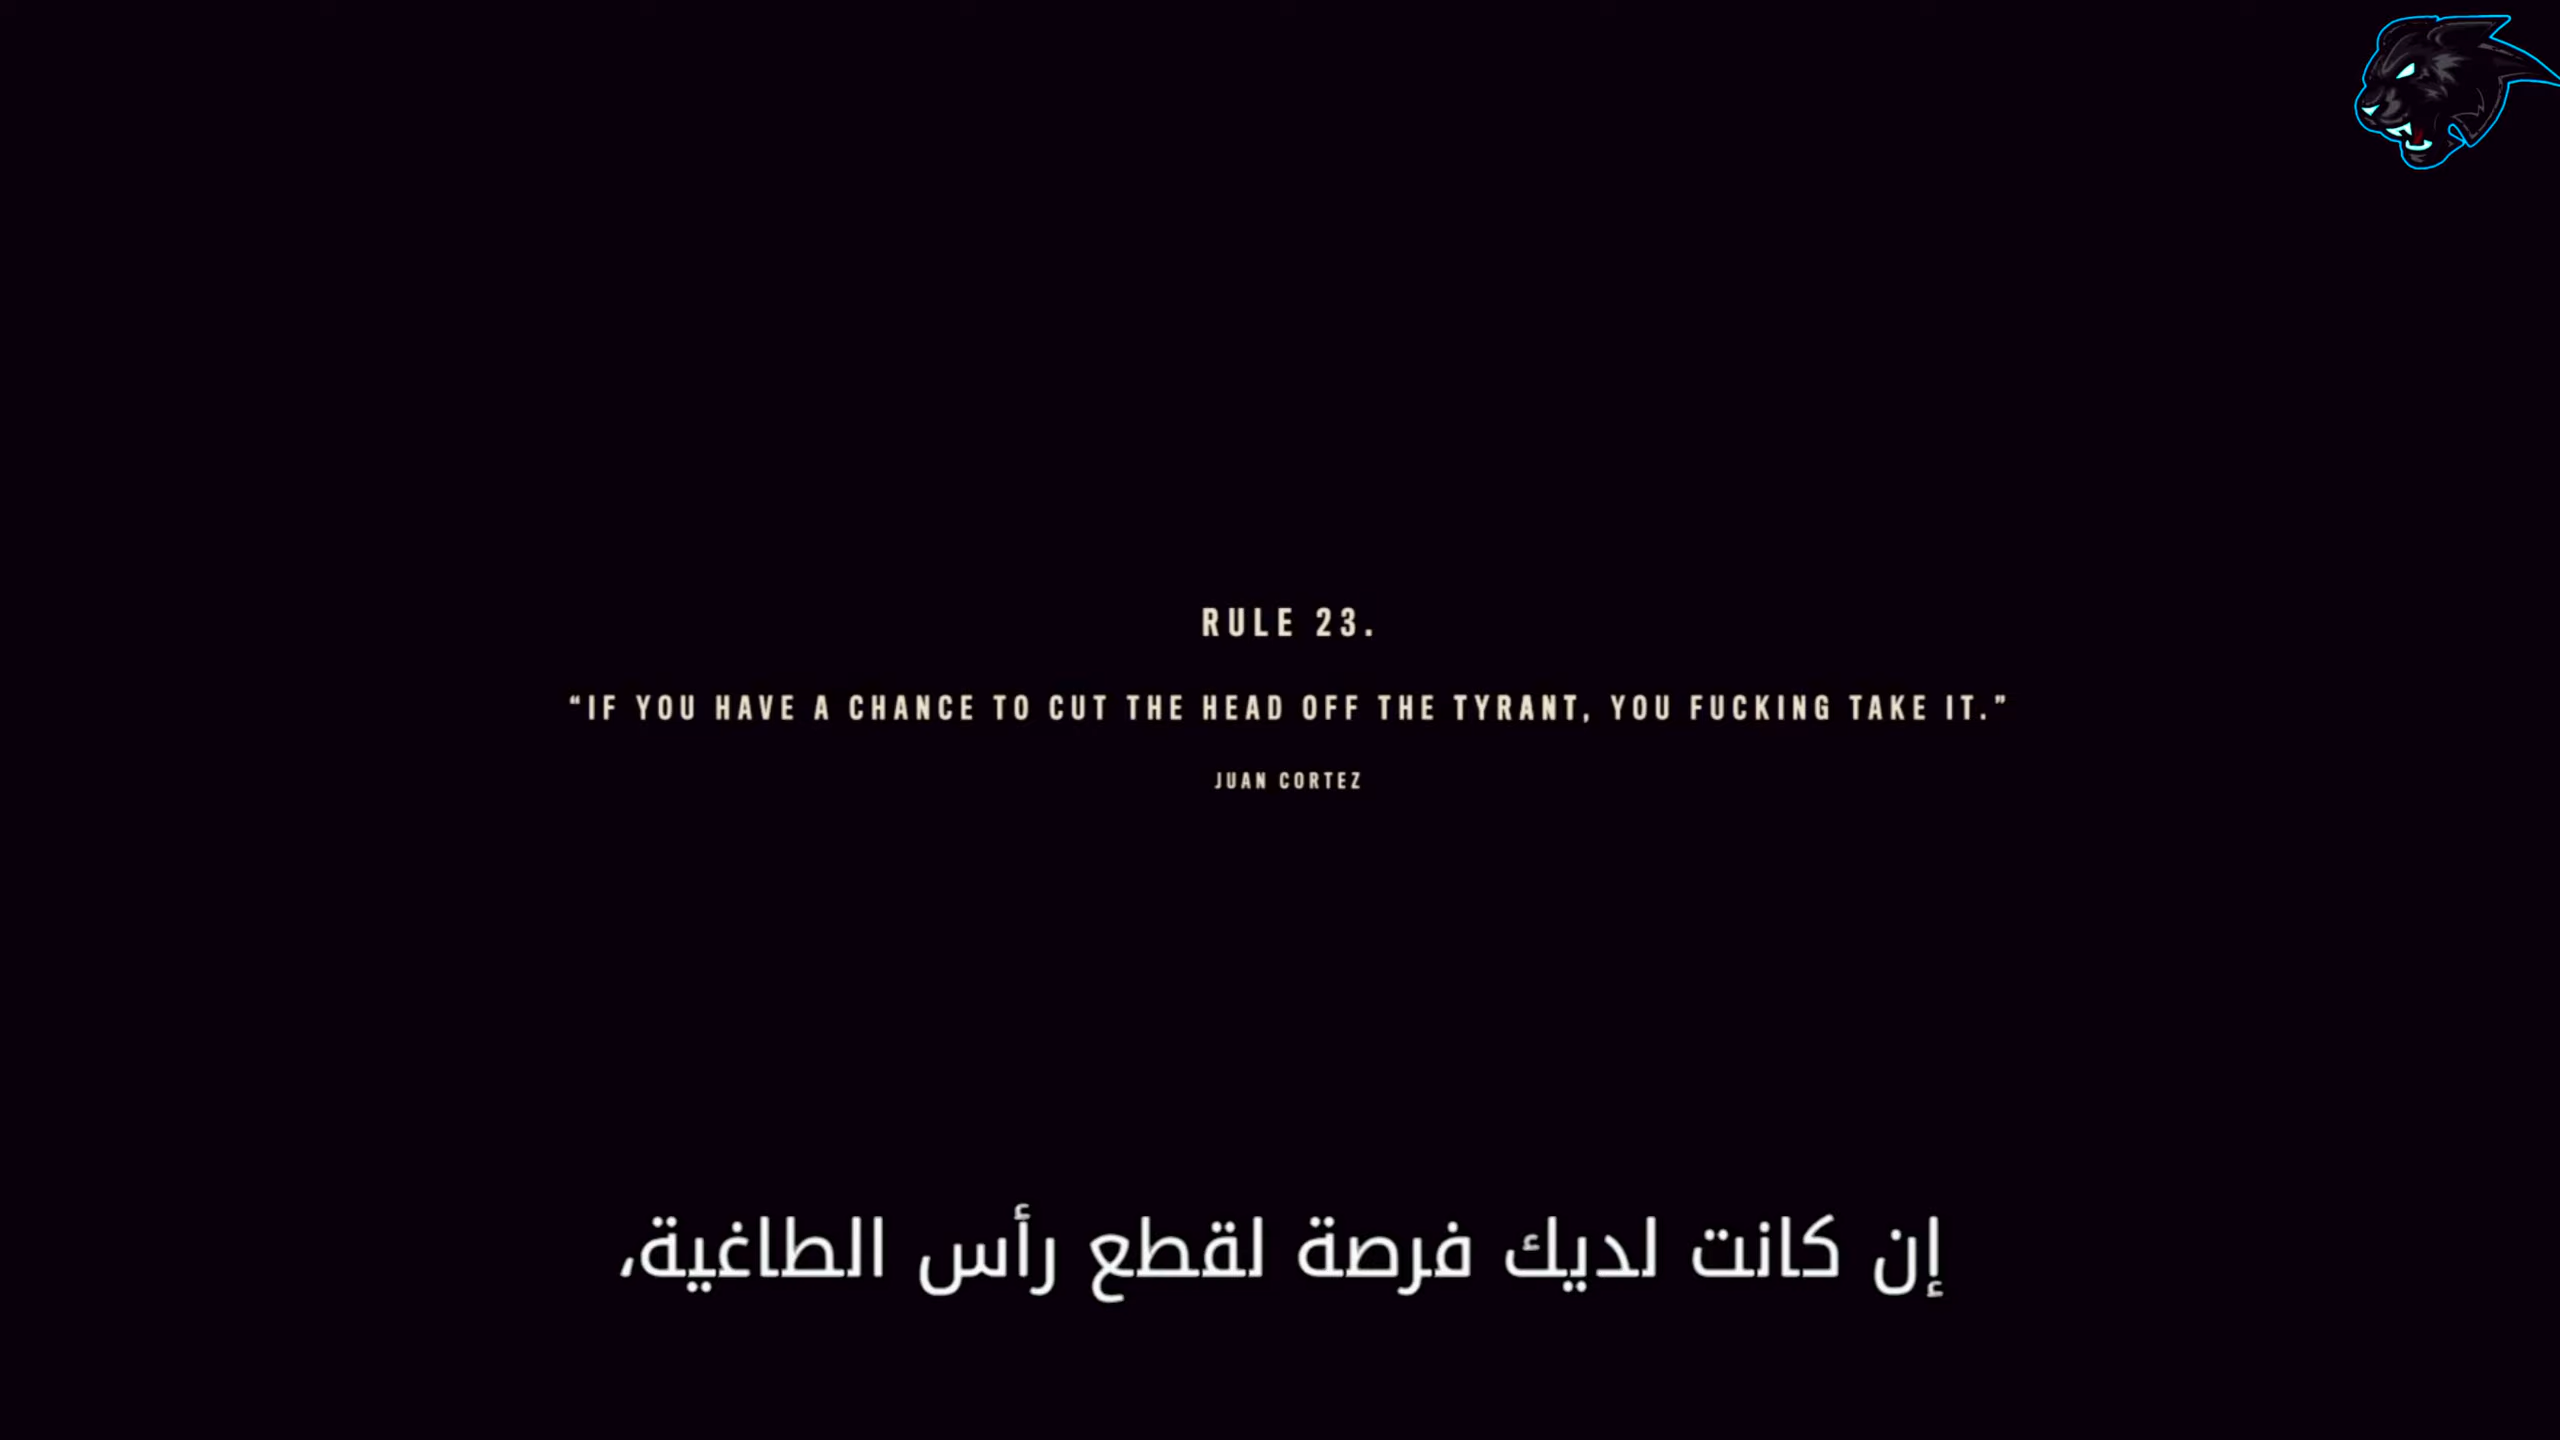 RULE 23.
“IF YOU HAVE A CHANCE TO CUT THE HEAD OFF THE TYRANT, YOU FUCKING TAKE IT.”
JUAN CORTEZ
إن كانت لديك فرصة لقطع رأس الطاغية،